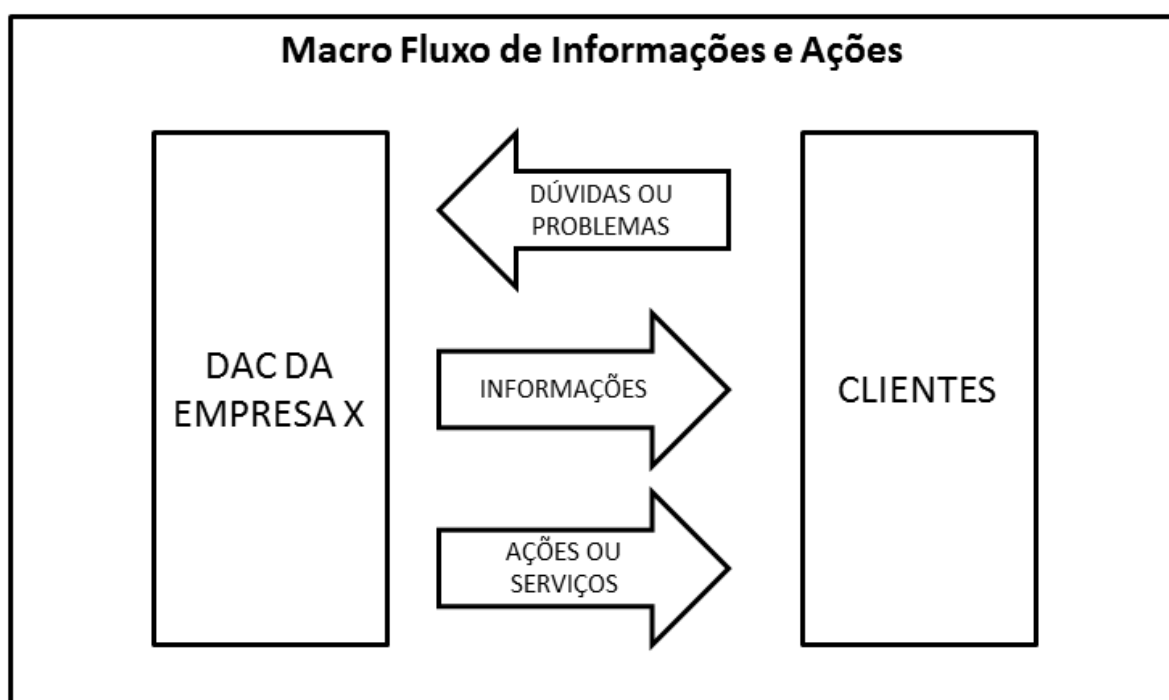 Macro Fluxo de Informações e Ações
DÚVIDAS OU
PROBLEMAS
DAC DA
EMPRESA X
INFORMAÇÕES
CLIENTES
AÇÕES OU
SERVIÇOS